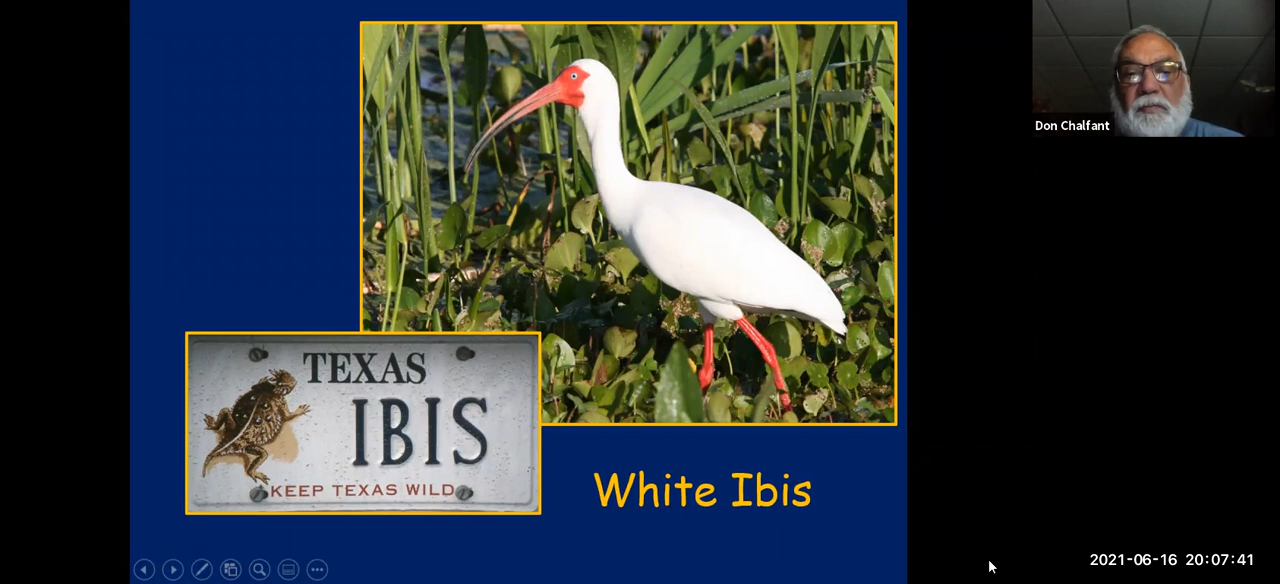 Don Chalfant
TEXAS
IBIS
KEEP TEXAS WILD
White Ibis
2021-06-16 20:07:41